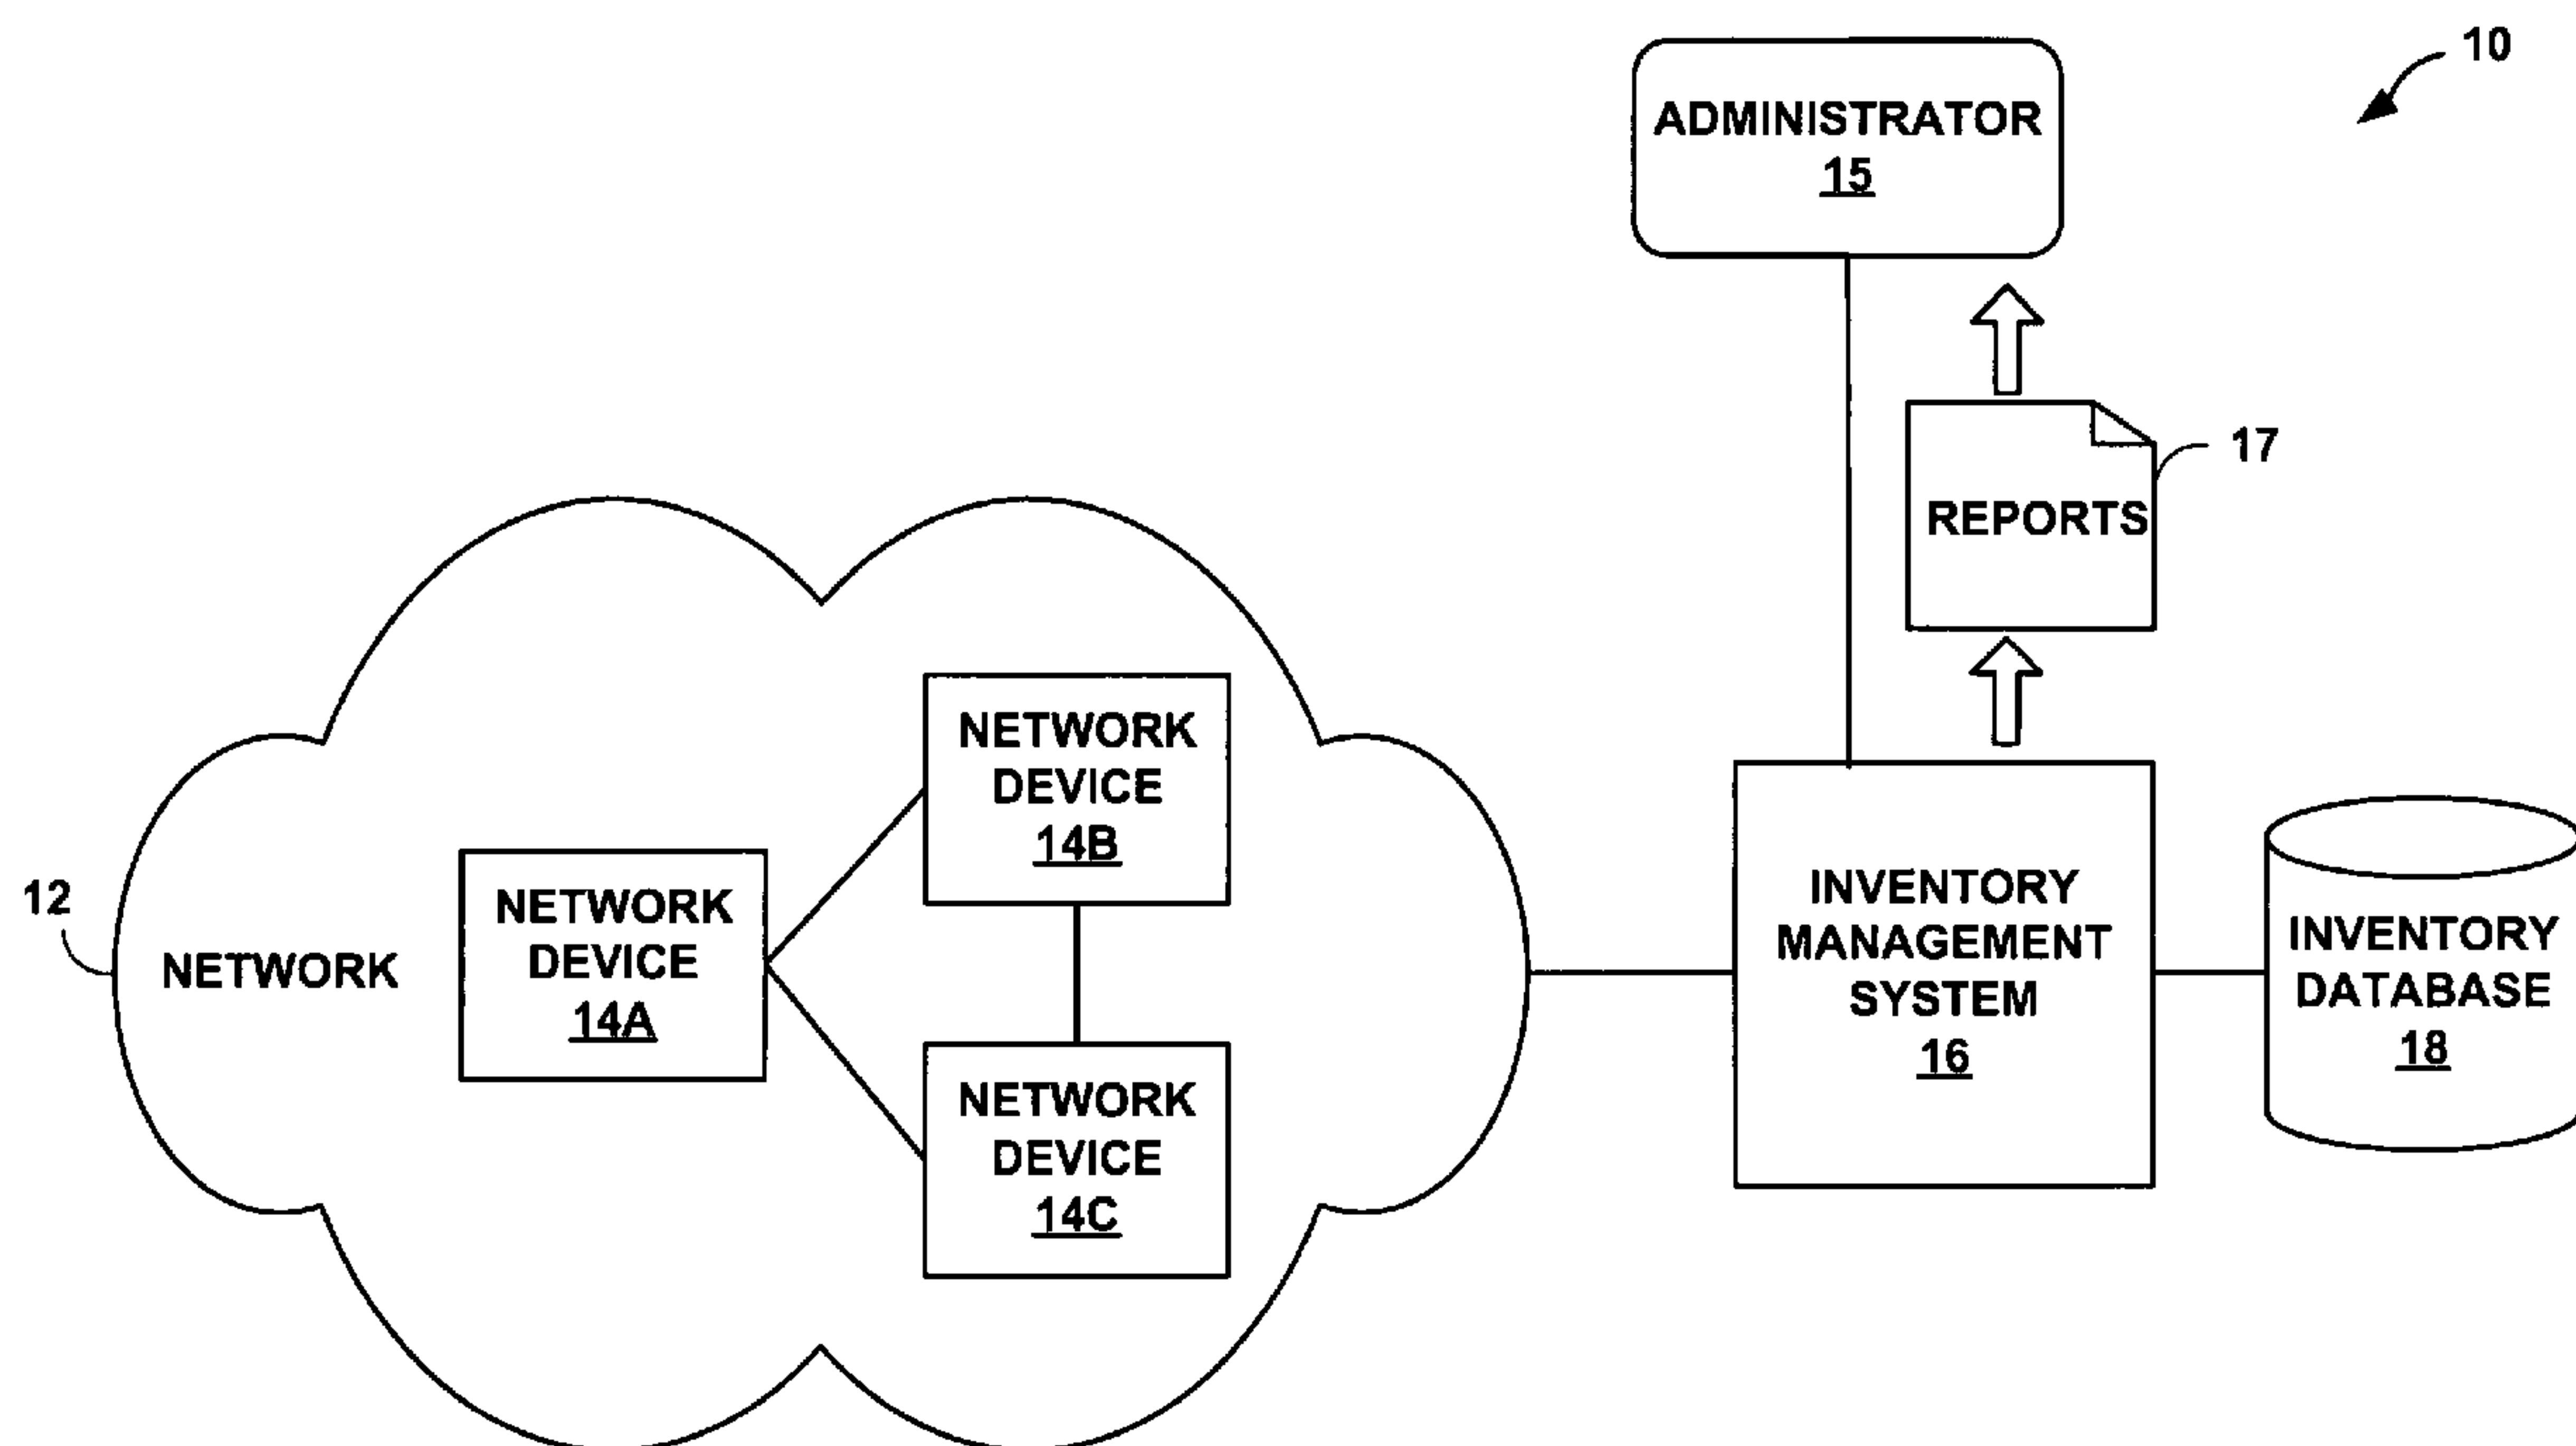 10
ADMINISTRATOR
15
17
REPORTS
NETWORK
DEVICE
14B
12
NETWORK
NETWORK
DEVICE
14A
NETWORK
DEVICE
14C
INVENTORY
MANAGEMENT
SYSTEM
16
INVENTORY
DATABASE
18